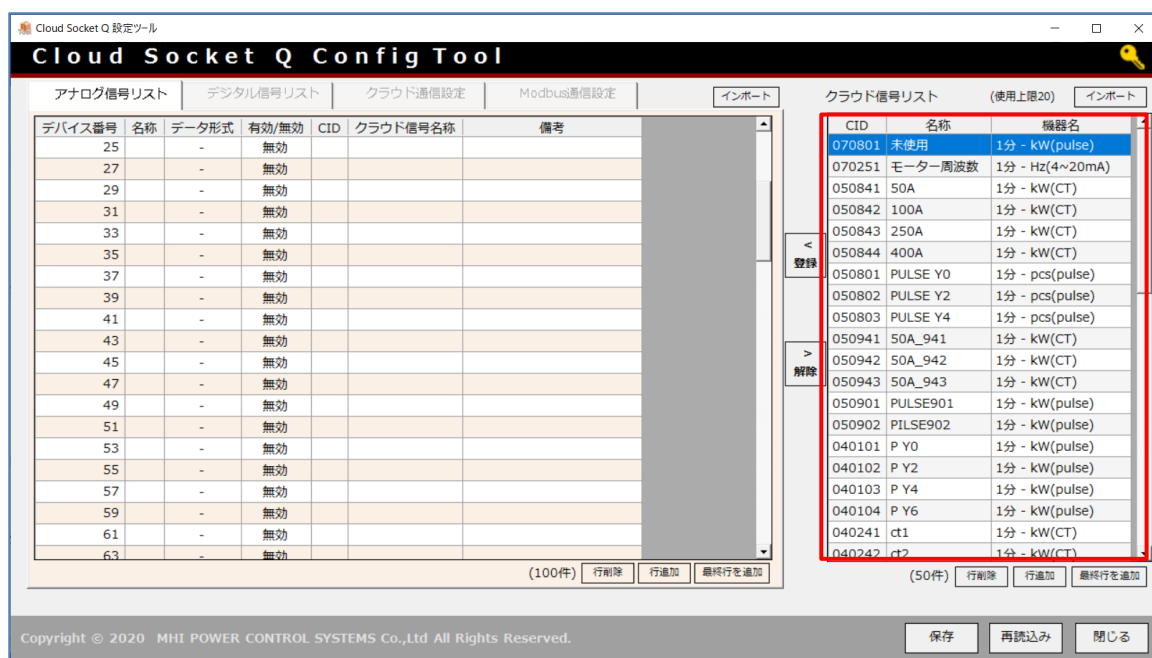 Cloud Socket Q 設定ツール
Cloud Socket Q Config Tool
アナログ信号リスト デジタル信号リスト クラウド通信設定 Modbus通信設定 インポート クラウド信号リスト (使用上限20) インポート
デバイス番号 名称 データ形式 有効/無効 CID クラウド信号名称 備考
25 - 無効
27 - 無効
29 - 無効
31 - 無効
33 - 無効
35 - 無効
37 - 無効
39 - 無効
41 - 無効
43 - 無効
45 - 無効
47 - 無効
49 - 無効
51 - 無効
53 - 無効
55 - 無効
57 - 無効
59 - 無効
61 - 無効
63 - 無効
(100件) 行削除 行追加 最終行を追加
<
登録
>
解除
CID 名称 機器名
070801 未使用 1分 - kW(pulse)
070251 モーター周波数 1分 - Hz(4~20mA)
050841 50A 1分 - kW(CT)
050842 100A 1分 - kW(CT)
050843 250A 1分 - kW(CT)
050844 400A 1分 - kW(CT)
050801 PULSE Y0 1分 - pcs(pulse)
050802 PULSE Y2 1分 - pcs(pulse)
050803 PULSE Y4 1分 - pcs(pulse)
050941 50A_941 1分 - kW(CT)
050942 50A_942 1分 - kW(CT)
050943 50A_943 1分 - kW(CT)
050901 PULSE901 1分 - kW(pulse)
050902 PILSE902 1分 - kW(pulse)
040101 P Y0 1分 - kW(pulse)
040102 P Y2 1分 - kW(pulse)
040103 P Y4 1分 - kW(pulse)
040104 P Y6 1分 - kW(pulse)
040241 ct1 1分 - kW(CT)
040242 ct2 1分 - kW(CT)
(50件) 行削除 行追加 最終行を追加
Copyright © 2020 MHI POWER CONTROL SYSTEMS Co.,Ltd All Rights Reserved.
保存 再読込み 閉じる